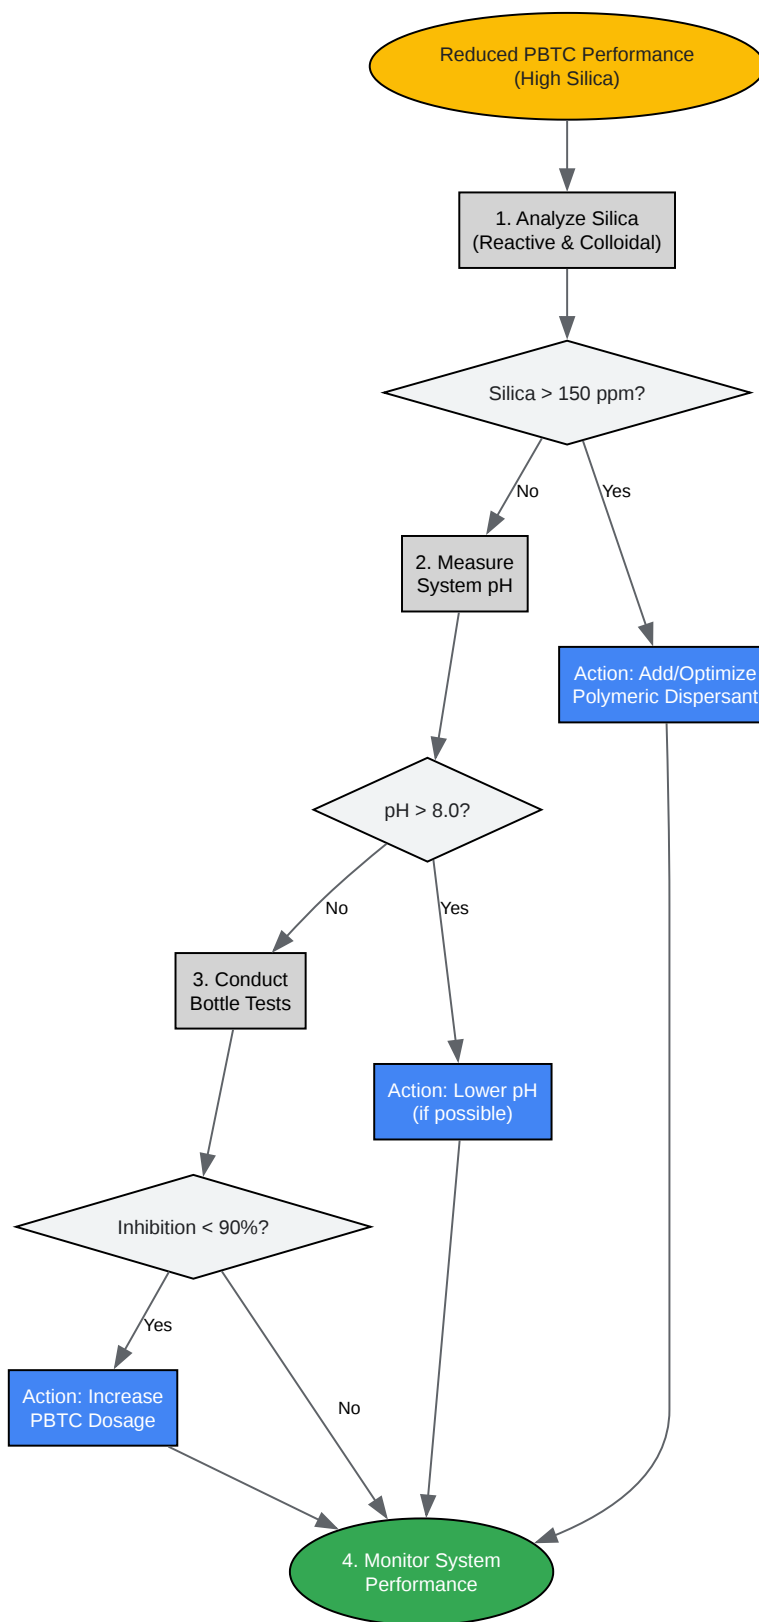 Reduced PBTC Performance
(High Silica)
1. Analyze Silica
(Reactive & Colloidal)
Silica > 150 ppm?
No
Yes
2. Measure
System pH
Action: Add/Optimize
Polymeric Dispersant
pH > 8.0?
No
Yes
3. Conduct
Bottle Tests
Action: Lower pH
(if possible)
Inhibition < 90%?
Yes
No
Action: Increase
PBTC Dosage
4. Monitor System
Performance